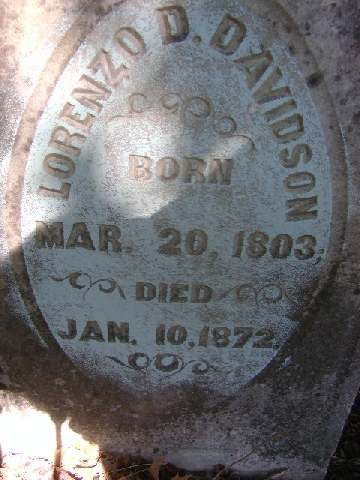 LORENZO D. DAVIDSON
BORN
MAR. 20, 1803;
DIED
JAN. 10, 1872.